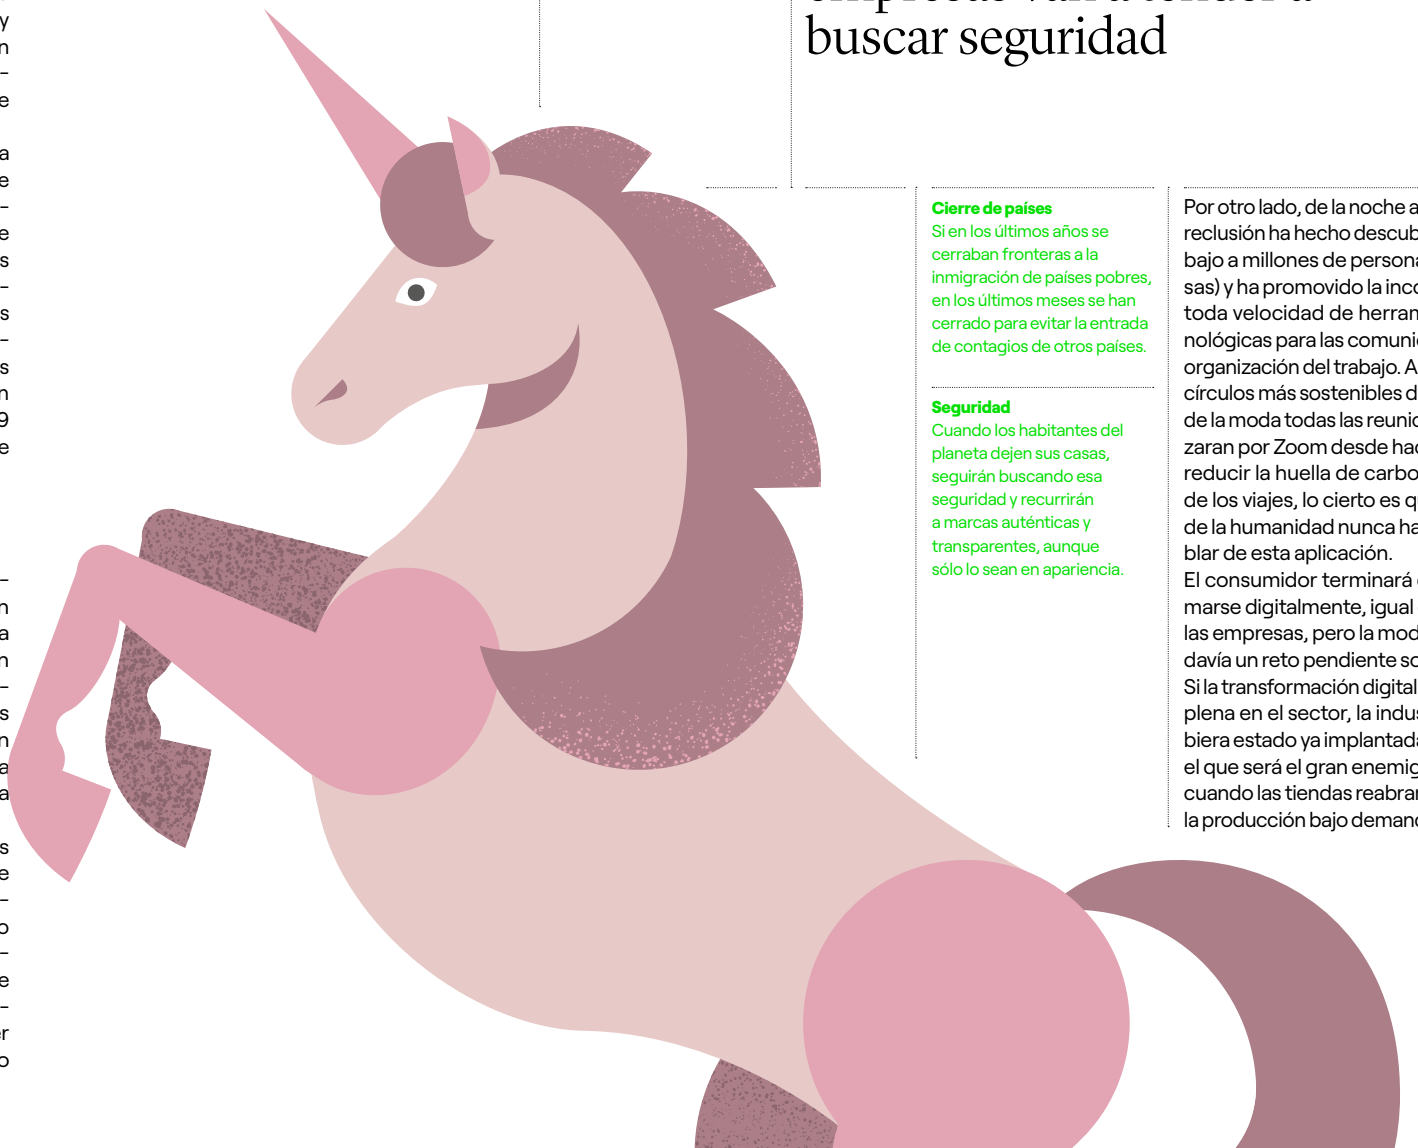 buscar seguridad
Cierre de países
Si en los últimos años se
cerraban fronteras a la
inmigración de países pobres,
en los últimos meses se han
cerrado para evitar la entrada
de contagios de otros países.
Seguridad
Cuando los habitantes del
planeta dejen sus casas,
seguirán buscando esa
seguridad y recurrirán
a marcas auténticas y
transparentes, aunque
sólo lo sean en apariencia.
Por otro lado, de la noche a
reclusión ha hecho descub
bajo a millones de persona
sas) y ha promovido la inco
toda velocidad de herran
nológicas para las comuni
organización del trabajo. A
círculos más sostenibles d
de la moda todas las reunio
zaran por Zoom desde hac
reducir la huella de carbo
de los viajes, lo cierto es q
de la humanidad nunca ha
blar de esta aplicación.
El consumidor terminará
marse digitalmente, igual
las empresas, pero la mod
davía un reto pendiente so
Si la transformación digital
plena en el sector, la indus
biera estado ya implantada
el que será el gran enemig
cuando las tiendas reabrar
la producción bajo demand